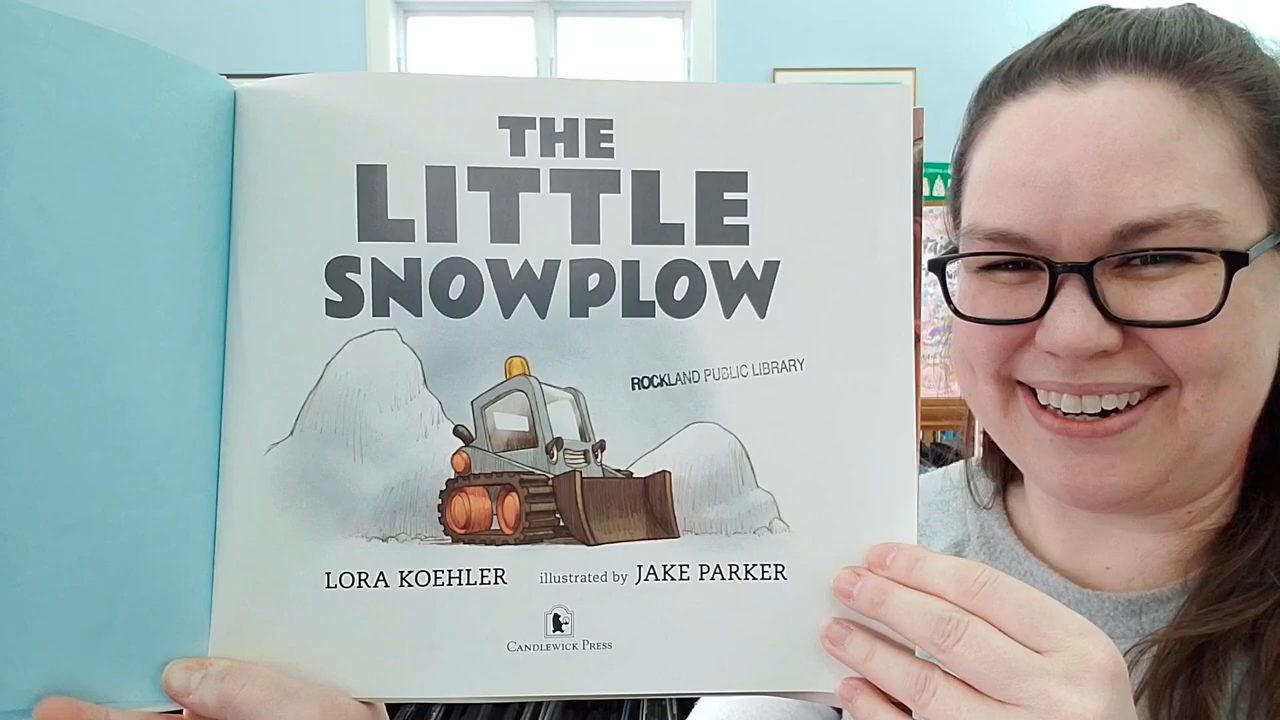 THE
LITTLE
SNOWPLOW
ROCKLAND PUBLIC LIBRARY
LORA KOEHLER illustrated by JAKE PARKER
CANDLEWICK PRESS